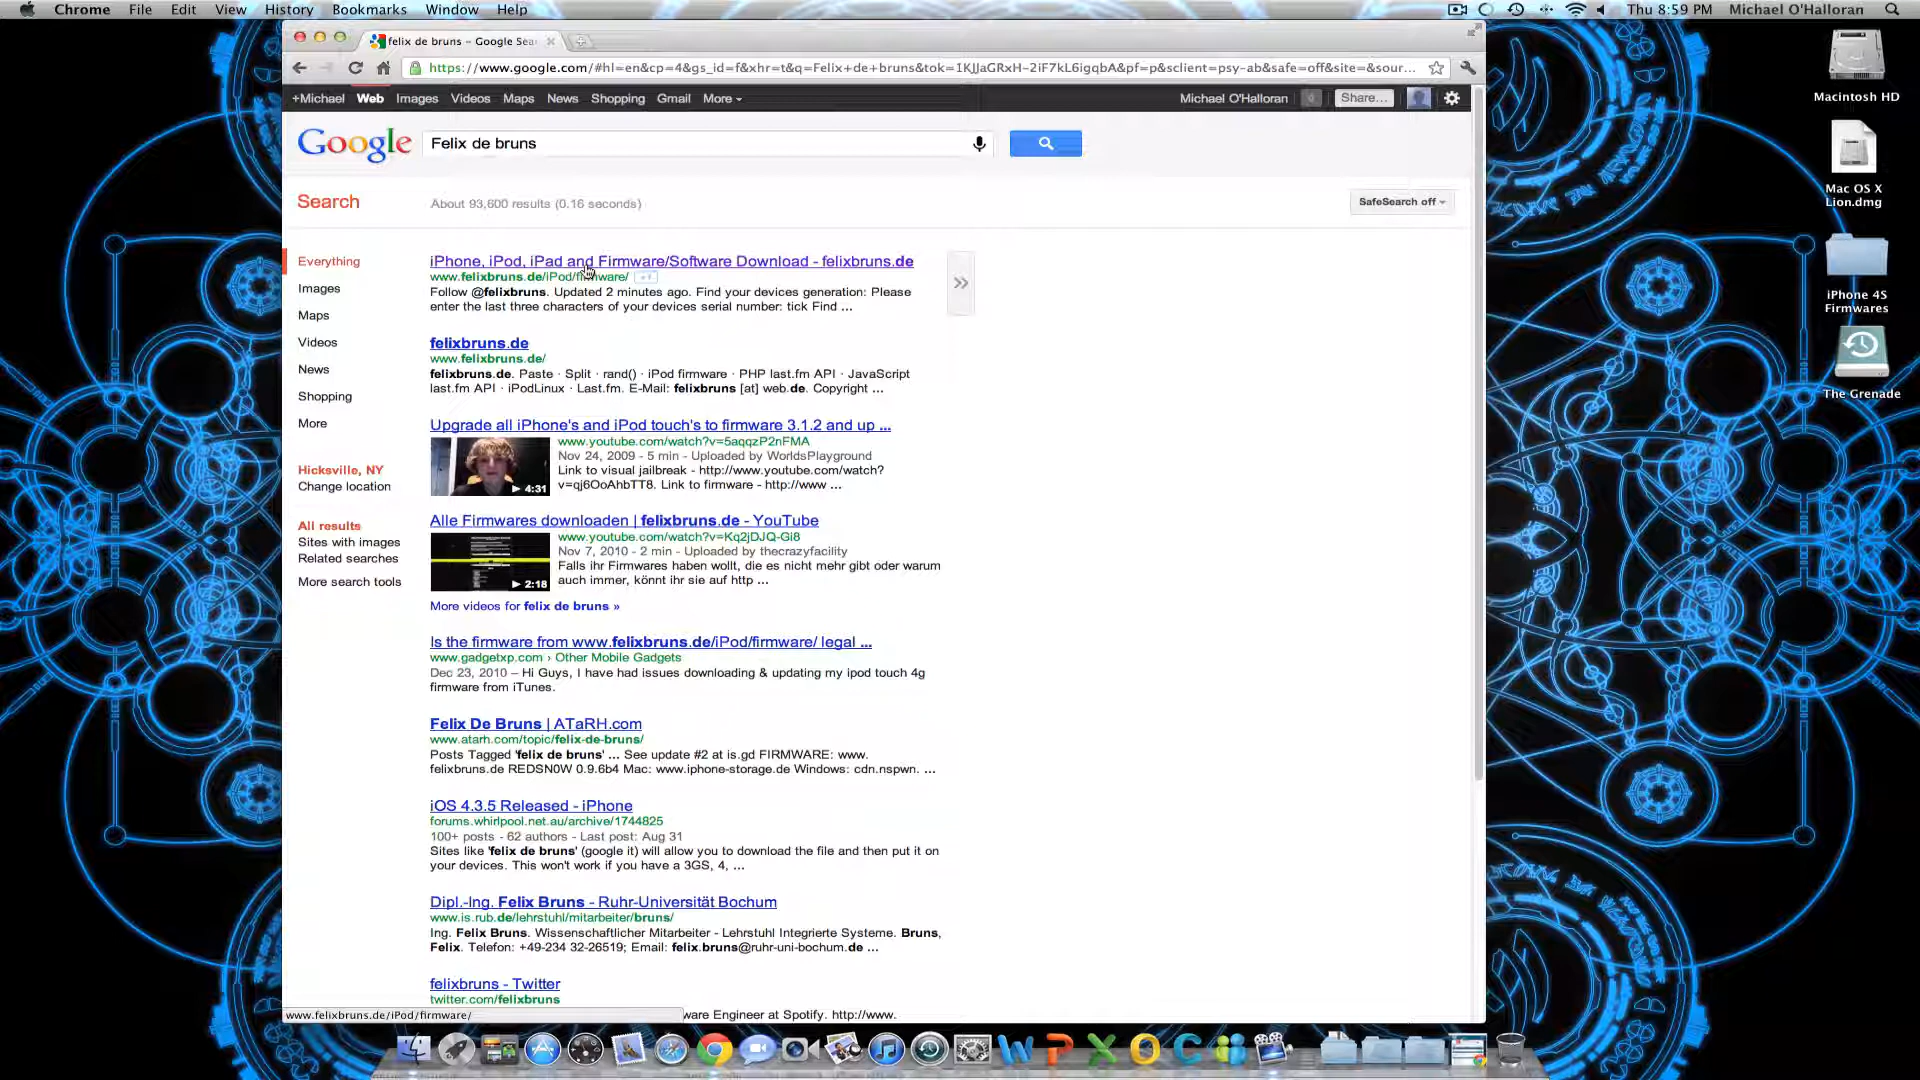 Chrome File Edit View History Bookmarks Window Help Thu 8:59 PM Michael O'Halloran
felix de bruns – Google Sea
https://www.google.com/#hl=en&cp=4&gs_id=f&xhr=t&q=Felix+de+bruns&tok=1KJJaGRxH-2iF7kL6igqbA&pf=p&sclient=psy-ab&safe=off&site=&sour...
+Michael Web Images Videos Maps News Shopping Gmail More Michael O'Halloran 0 Share...
Google Felix de bruns
Search About 93,600 results (0.16 seconds) SafeSearch off
Everything
Images
Maps
Videos
News
Shopping
More
Hicksville, NY
Change location
All results
Sites with images
Related searches
More search tools
iPhone, iPod, iPad and Firmware/Software Download - felixbruns.de
www.felixbruns.de/iPod/firmware/
Follow @felixbruns. Updated 2 minutes ago. Find your devices generation: Please
enter the last three characters of your devices serial number: tick Find ...
felixbruns.de
www.felixbruns.de/
felixbruns.de. Paste · Split · rand() · iPod firmware · PHP last.fm API · JavaScript
last.fm API · iPodLinux · Last.fm. E-Mail: felixbruns [at] web.de. Copyright ...
Upgrade all iPhone's and iPod touch's to firmware 3.1.2 and up ...
www.youtube.com/watch?v=5aqqzP2nFMA
Nov 24, 2009 - 5 min - Uploaded by WorldsPlayground
Link to visual jailbreak - http://www.youtube.com/watch?
v=qj6OoAhbTT8. Link to firmware - http://www ...
4:31
Alle Firmwares downloaden | felixbruns.de - YouTube
www.youtube.com/watch?v=Kq2jDJQ-Gi8
Nov 7, 2010 - 2 min - Uploaded by thecrazyfacility
Falls ihr Firmwares haben wollt, die es nicht mehr gibt oder warum
auch immer, könnt ihr sie auf http ...
2:18
More videos for felix de bruns »
Is the firmware from www.felixbruns.de/iPod/firmware/ legal ...
www.gadgetxp.com › Other Mobile Gadgets
Dec 23, 2010 – Hi Guys, I have had issues downloading & updating my ipod touch 4g
firmware from iTunes.
Felix De Bruns | ATaRH.com
www.atarh.com/topic/felix-de-bruns/
Posts Tagged 'felix de bruns' ... See update #2 at is.gd FIRMWARE: www.
felixbruns.de REDSN0W 0.9.6b4 Mac: www.iphone-storage.de Windows: cdn.nspwn. ...
iOS 4.3.5 Released - iPhone
forums.whirlpool.net.au/archive/1744825
100+ posts - 62 authors - Last post: Aug 31
Sites like 'felix de bruns' (google it) will allow you to download the file and then put it on
your devices. This won't work if you have a 3GS, 4, ...
Dipl.-Ing. Felix Bruns - Ruhr-Universität Bochum
www.is.rub.de/lehrstuhl/mitarbeiter/bruns/
Ing. Felix Bruns. Wissenschaftlicher Mitarbeiter - Lehrstuhl Integrierte Systeme. Bruns,
Felix. Telefon: +49-234 32-26519; Email: felix.bruns@ruhr-uni-bochum.de ...
felixbruns - Twitter
twitter.com/felixbruns
ware Engineer at Spotify. http://www.
www.felixbruns.de/iPod/firmware/
Macintosh HD
Mac OS X
Lion.dmg
iPhone 4S
Firmwares
The Grenade